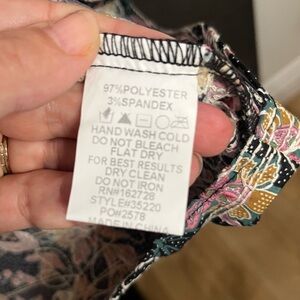 97%POLYESTER
3%SPANDEX
HAND WASH COLD
DO NOT BLEACH
FLAT DRY
FOR BEST RESULTS
DRY CLEAN
DO NOT IRON
RN#162728
STYLE#35220
PO#2578
MADE IN CHINA